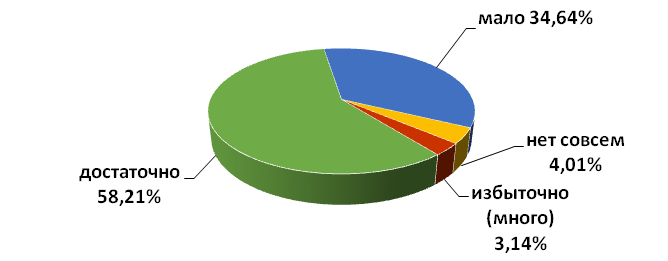 мало 34,64%
нет совсем
4,01%
достаточно
58,21%
избыточно
(много)
3,14%